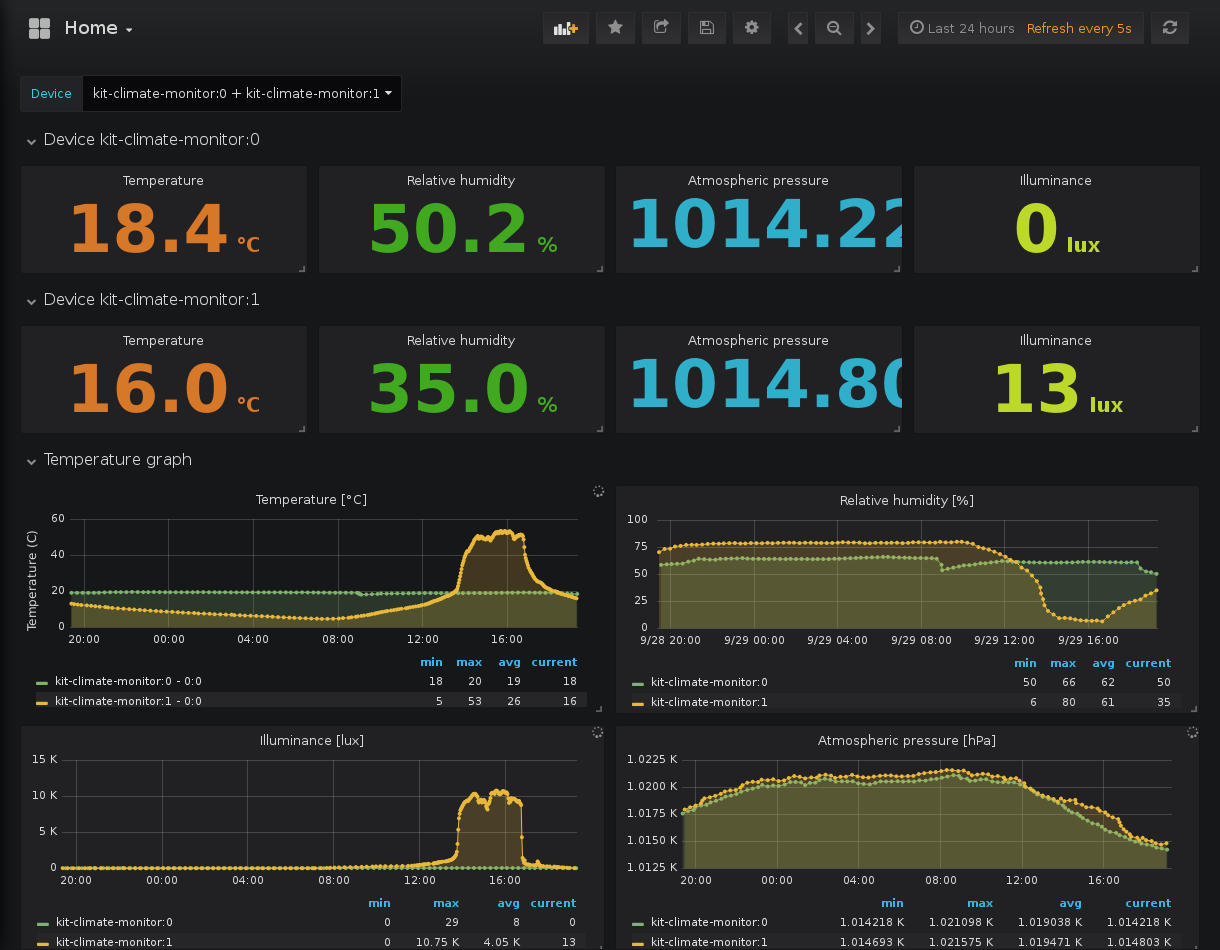 Home
Last 24 hours Refresh every 5s
Device kit-climate-monitor:0 + kit-climate-monitor:1
Device kit-climate-monitor:0
Temperature
18.4 °C
Relative humidity
50.2 %
Atmospheric pressure
1014.22
Illuminance
0 lux
Device kit-climate-monitor:1
Temperature
16.0 °C
Relative humidity
35.0 %
Atmospheric pressure
1014.80
Illuminance
13 lux
Temperature graph
Temperature [°C]
Temperature (C)
60
40
20
0
20:00 00:00 04:00 08:00 12:00 16:00
min max avg current
kit-climate-monitor:0 - 0:0 18 20 19 18
kit-climate-monitor:1 - 0:0 5 53 26 16
Relative humidity [%]
100
75
50
25
0
9/28 20:00 9/29 00:00 9/29 04:00 9/29 08:00 9/29 12:00 9/29 16:00
min max avg current
kit-climate-monitor:0 50 66 62 50
kit-climate-monitor:1 6 80 61 35
Illuminance [lux]
15 K
10 K
5 K
0
20:00 00:00 04:00 08:00 12:00 16:00
min max avg current
kit-climate-monitor:0 0 29 8 0
kit-climate-monitor:1 0 10.75 K 4.05 K 13
Atmospheric pressure [hPa]
1.0225 K
1.0200 K
1.0175 K
1.0150 K
1.0125 K
20:00 00:00 04:00 08:00 12:00 16:00
min max avg current
kit-climate-monitor:0 1.014218 K 1.021098 K 1.019038 K 1.014218 K
kit-climate-monitor:1 1.014693 K 1.021575 K 1.019471 K 1.014803 K